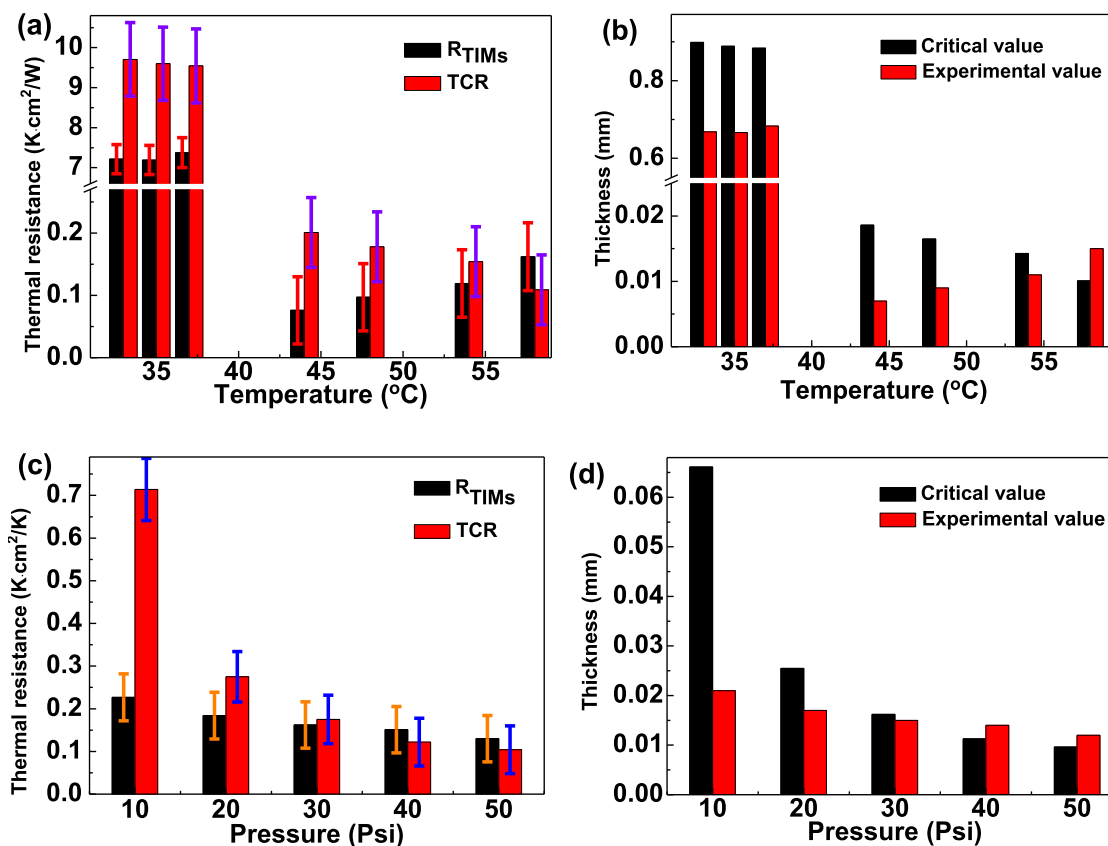 (a)
Thermal resistance (K·cm²/W)
10
9
8
7
0.2
0.1
0.0
R_TIMs
TCR
35 40 45 50 55
Temperature (°C)
(b)
Thickness (mm)
0.8
0.6
0.02
0.01
0.00
Critical value
Experimental value
35 40 45 50 55
Temperature (°C)
(c)
Thermal resistance (K·cm²/K)
0.7
0.6
0.5
0.4
0.3
0.2
0.1
0.0
R_TIMs
TCR
10 20 30 40 50
Pressure (Psi)
(d)
Thickness (mm)
0.06
0.05
0.04
0.03
0.02
0.01
0.00
Critical value
Experimental value
10 20 30 40 50
Pressure (Psi)